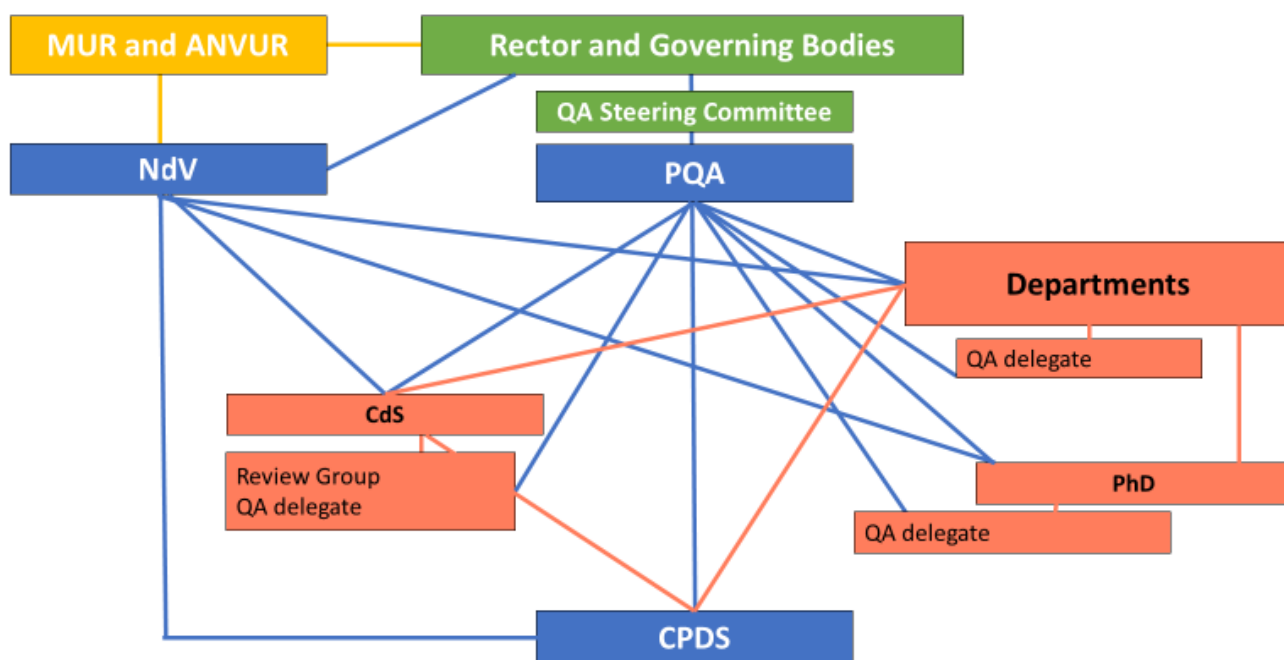 MUR and ANVUR
Rector and Governing Bodies
QA Steering Committee
NdV
PQA
Departments
QA delegate
CdS
Review Group
QA delegate
PhD
QA delegate
CPDS